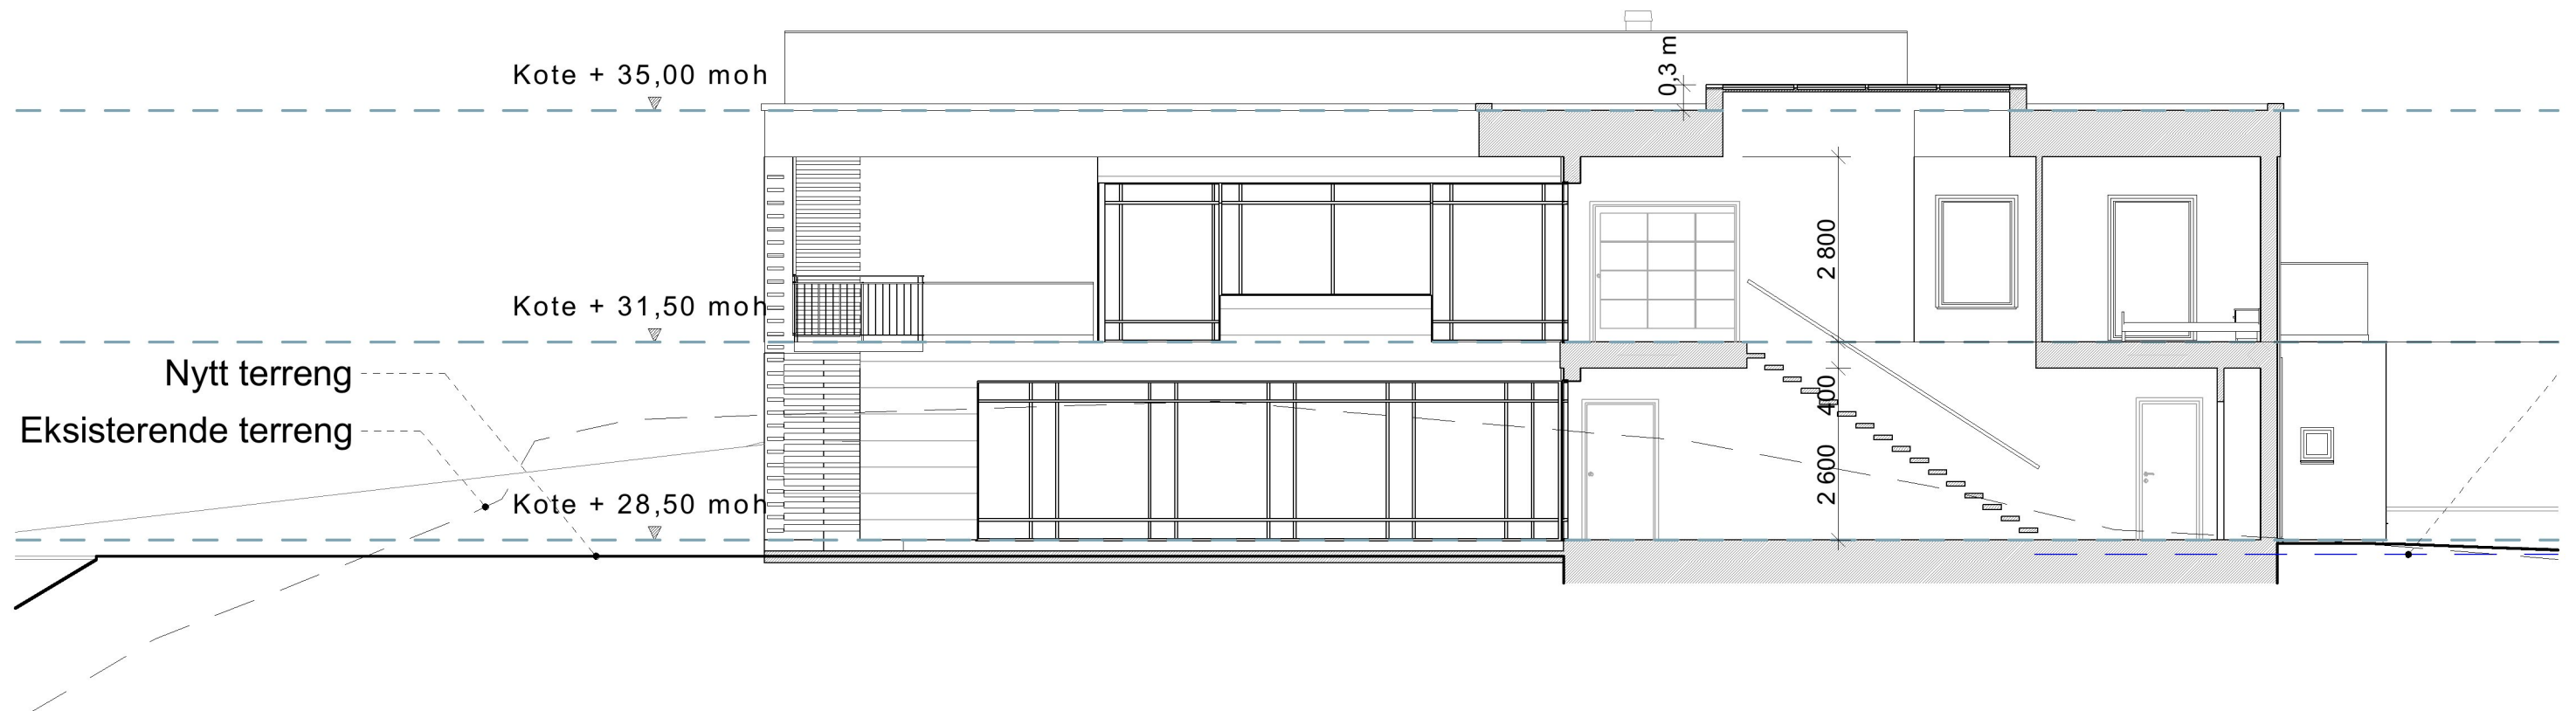 0,3 m
Kote + 35,00 moh
2 800
Kote + 31,50 moh
Nytt terreng
400
Eksisterende terreng
2 600
Kote + 28,50 moh